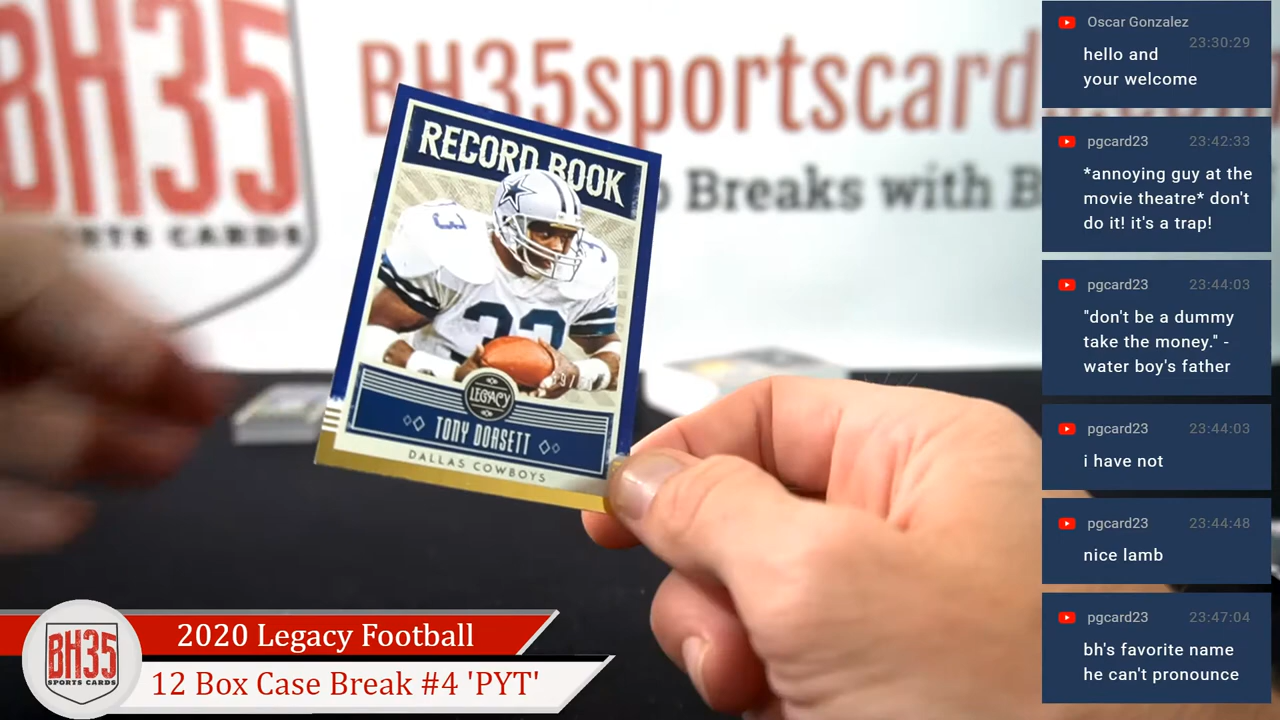 BH35
SPORTS CARDS
BH35sportscard
Breaks with B
RECORD BOOK
33
LEGACY
TONY DORSETT
DALLAS COWBOYS
2020 Legacy Football
12 Box Case Break #4 'PYT'
BH35
SPORTS CARDS
Oscar Gonzalez
23:30:29
hello and
your welcome
pgcard23 23:42:33
*annoying guy at the
movie theatre* don't
do it! it's a trap!
pgcard23 23:44:03
"don't be a dummy
take the money." -
water boy's father
pgcard23 23:44:03
i have not
pgcard23 23:44:48
nice lamb
pgcard23 23:47:04
bh's favorite name
he can't pronounce